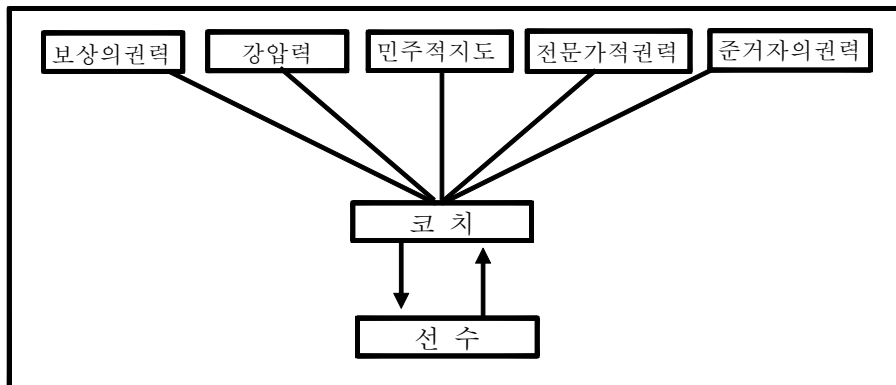 보상의권력
강압력
민주적지도
전문가적권력
준거자의권력
코 치
선 수